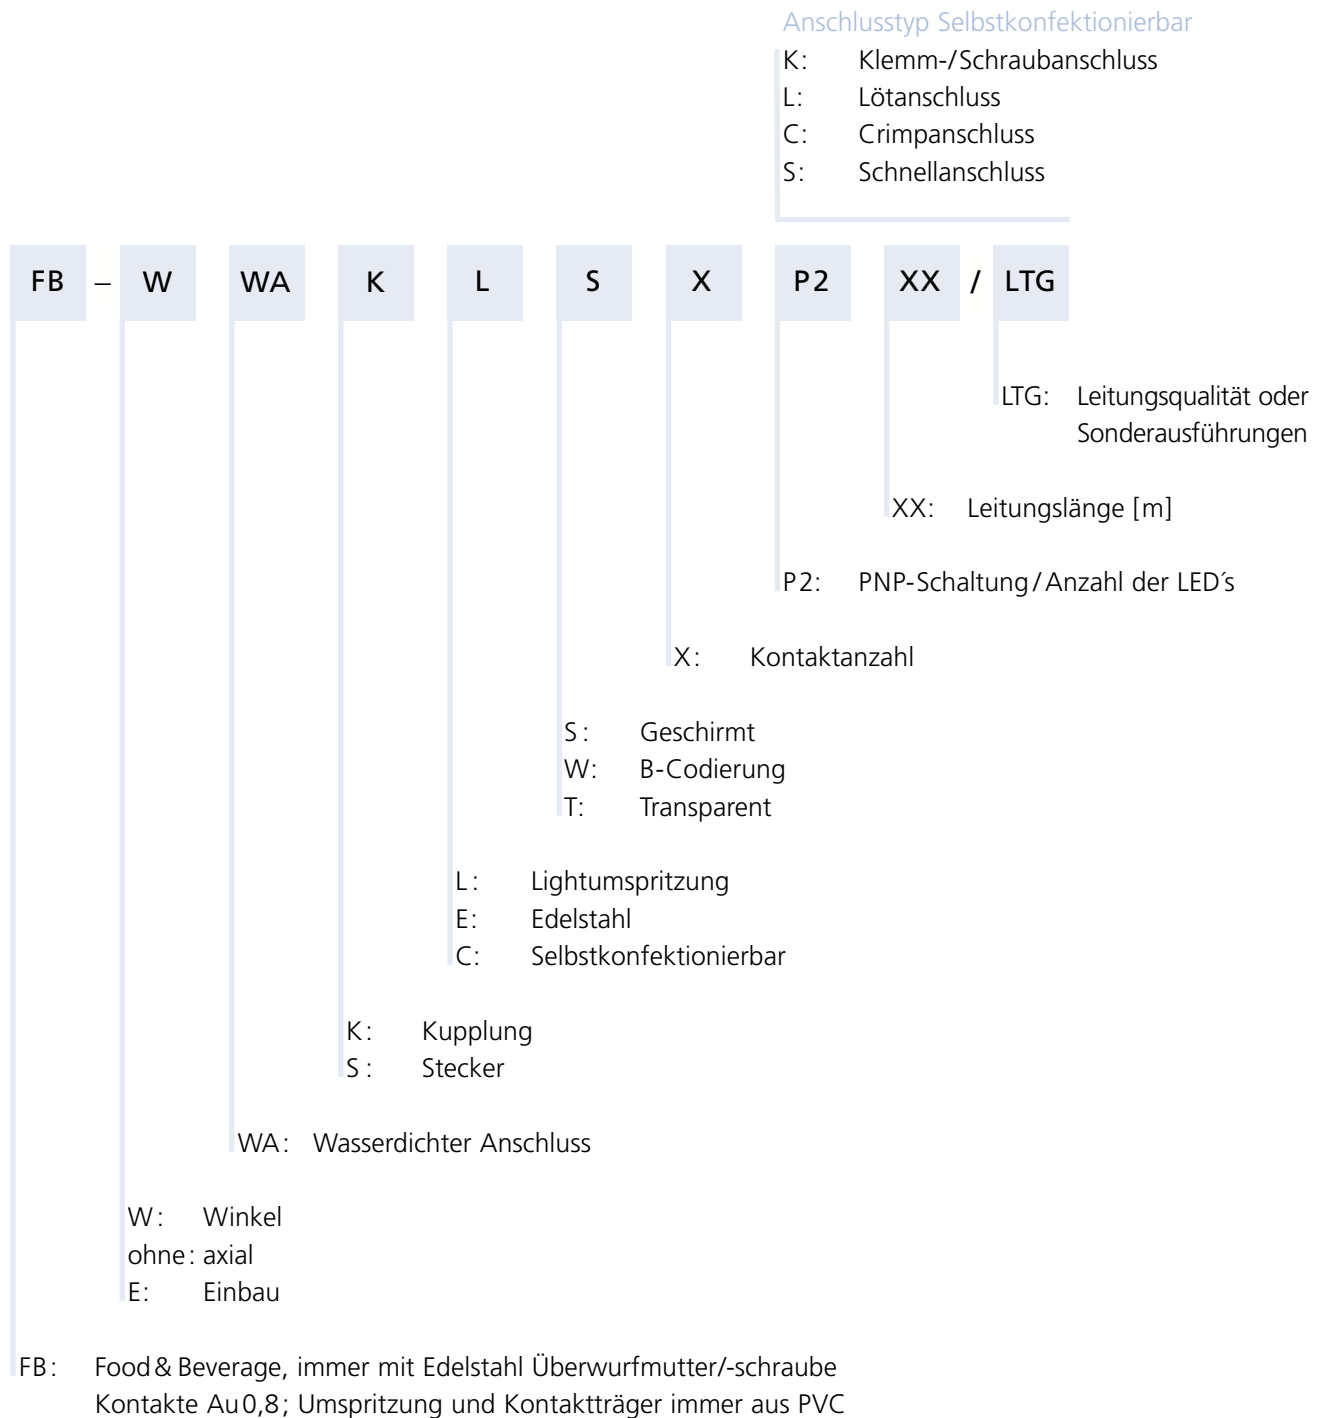 Anschlusstyp Selbstkonfektionierbar
K: Klemm-/Schraubanschluss
L: Lötanschluss
C: Crimpanschluss
S: Schnellanschluss
FB – W WA K L S X P2 XX / LTG
LTG: Leitungsqualität oder
Sonderausführungen
XX: Leitungslänge [m]
P2: PNP-Schaltung/Anzahl der LED´s
X: Kontaktanzahl
S: Geschirmt
W: B-Codierung
T: Transparent
L: Lightumspritzung
E: Edelstahl
C: Selbstkonfektionierbar
K: Kupplung
S: Stecker
WA: Wasserdichter Anschluss
W: Winkel
ohne: axial
E: Einbau
FB: Food & Beverage, immer mit Edelstahl Überwurfmutter/-schraube
Kontakte Au 0,8; Umspritzung und Kontaktträger immer aus PVC